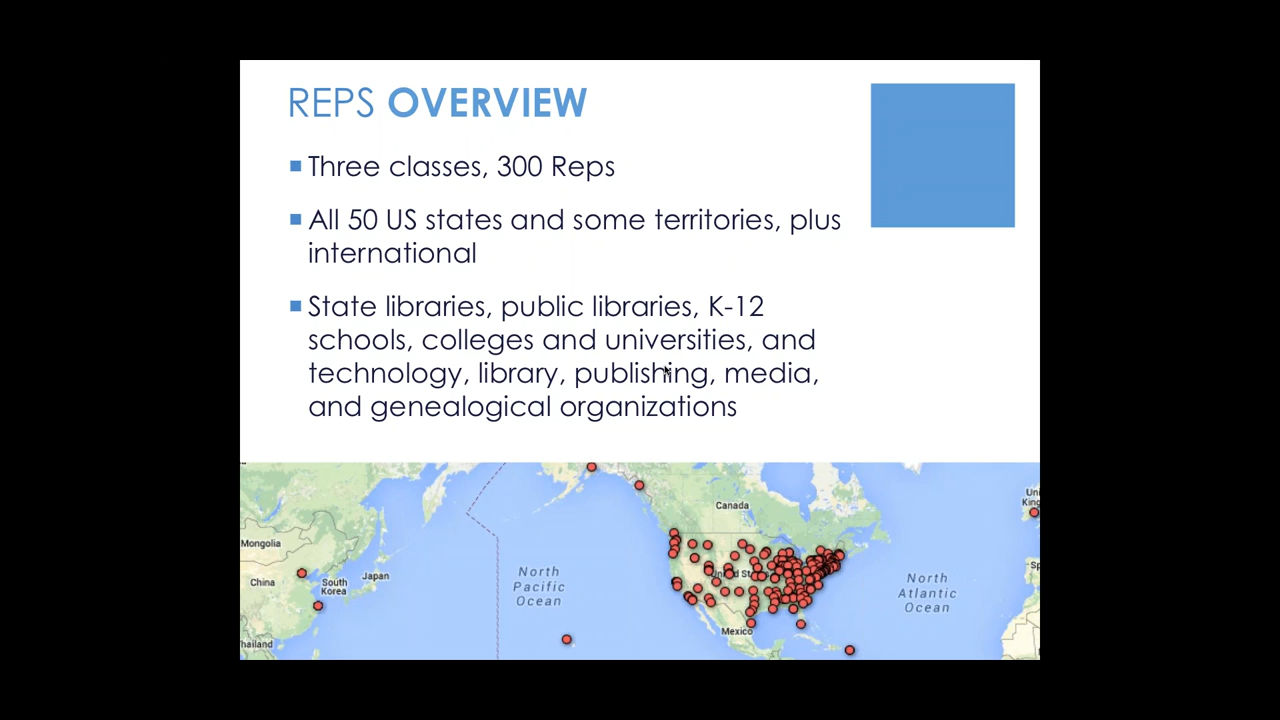 REPS OVERVIEW
Three classes, 300 Reps
All 50 US states and some territories, plus
international
State libraries, public libraries, K-12
schools, colleges and universities, and
technology, library, publishing, media,
and genealogical organizations
Canada
Mongolia
China
South
Korea
Japan
North
Pacific
Ocean
North
Atlantic
Ocean
Mexico